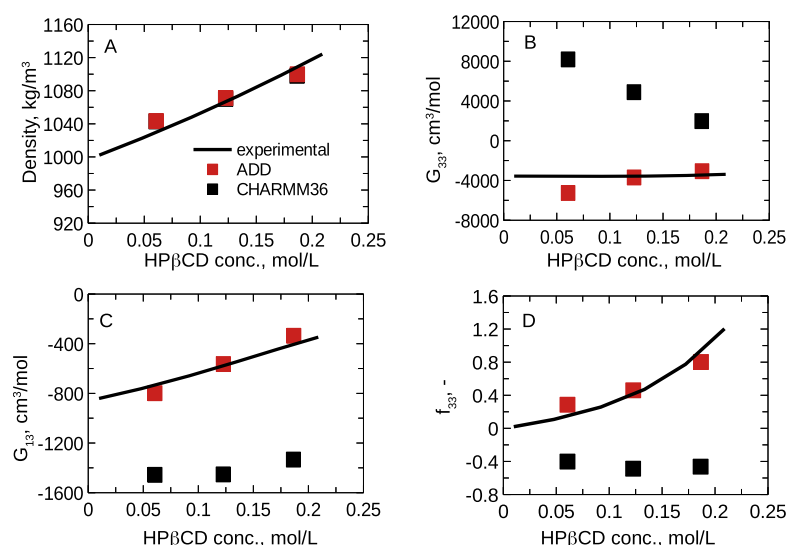 A
Density, kg/m³
1160
1120
1080
1040
1000
960
920
experimental
ADD
CHARMM36
0 0.05 0.1 0.15 0.2 0.25
HPβCD conc., mol/L
B
G₃₃, cm³/mol
12000
8000
4000
0
-4000
-8000
0 0.05 0.1 0.15 0.2 0.25
HPβCD conc., mol/L
C
G₁₃, cm³/mol
0
-400
-800
-1200
-1600
0 0.05 0.1 0.15 0.2 0.25
HPβCD conc., mol/L
D
f₃₃, -
1.6
1.2
0.8
0.4
0
-0.4
-0.8
0 0.05 0.1 0.15 0.2 0.25
HPβCD conc., mol/L